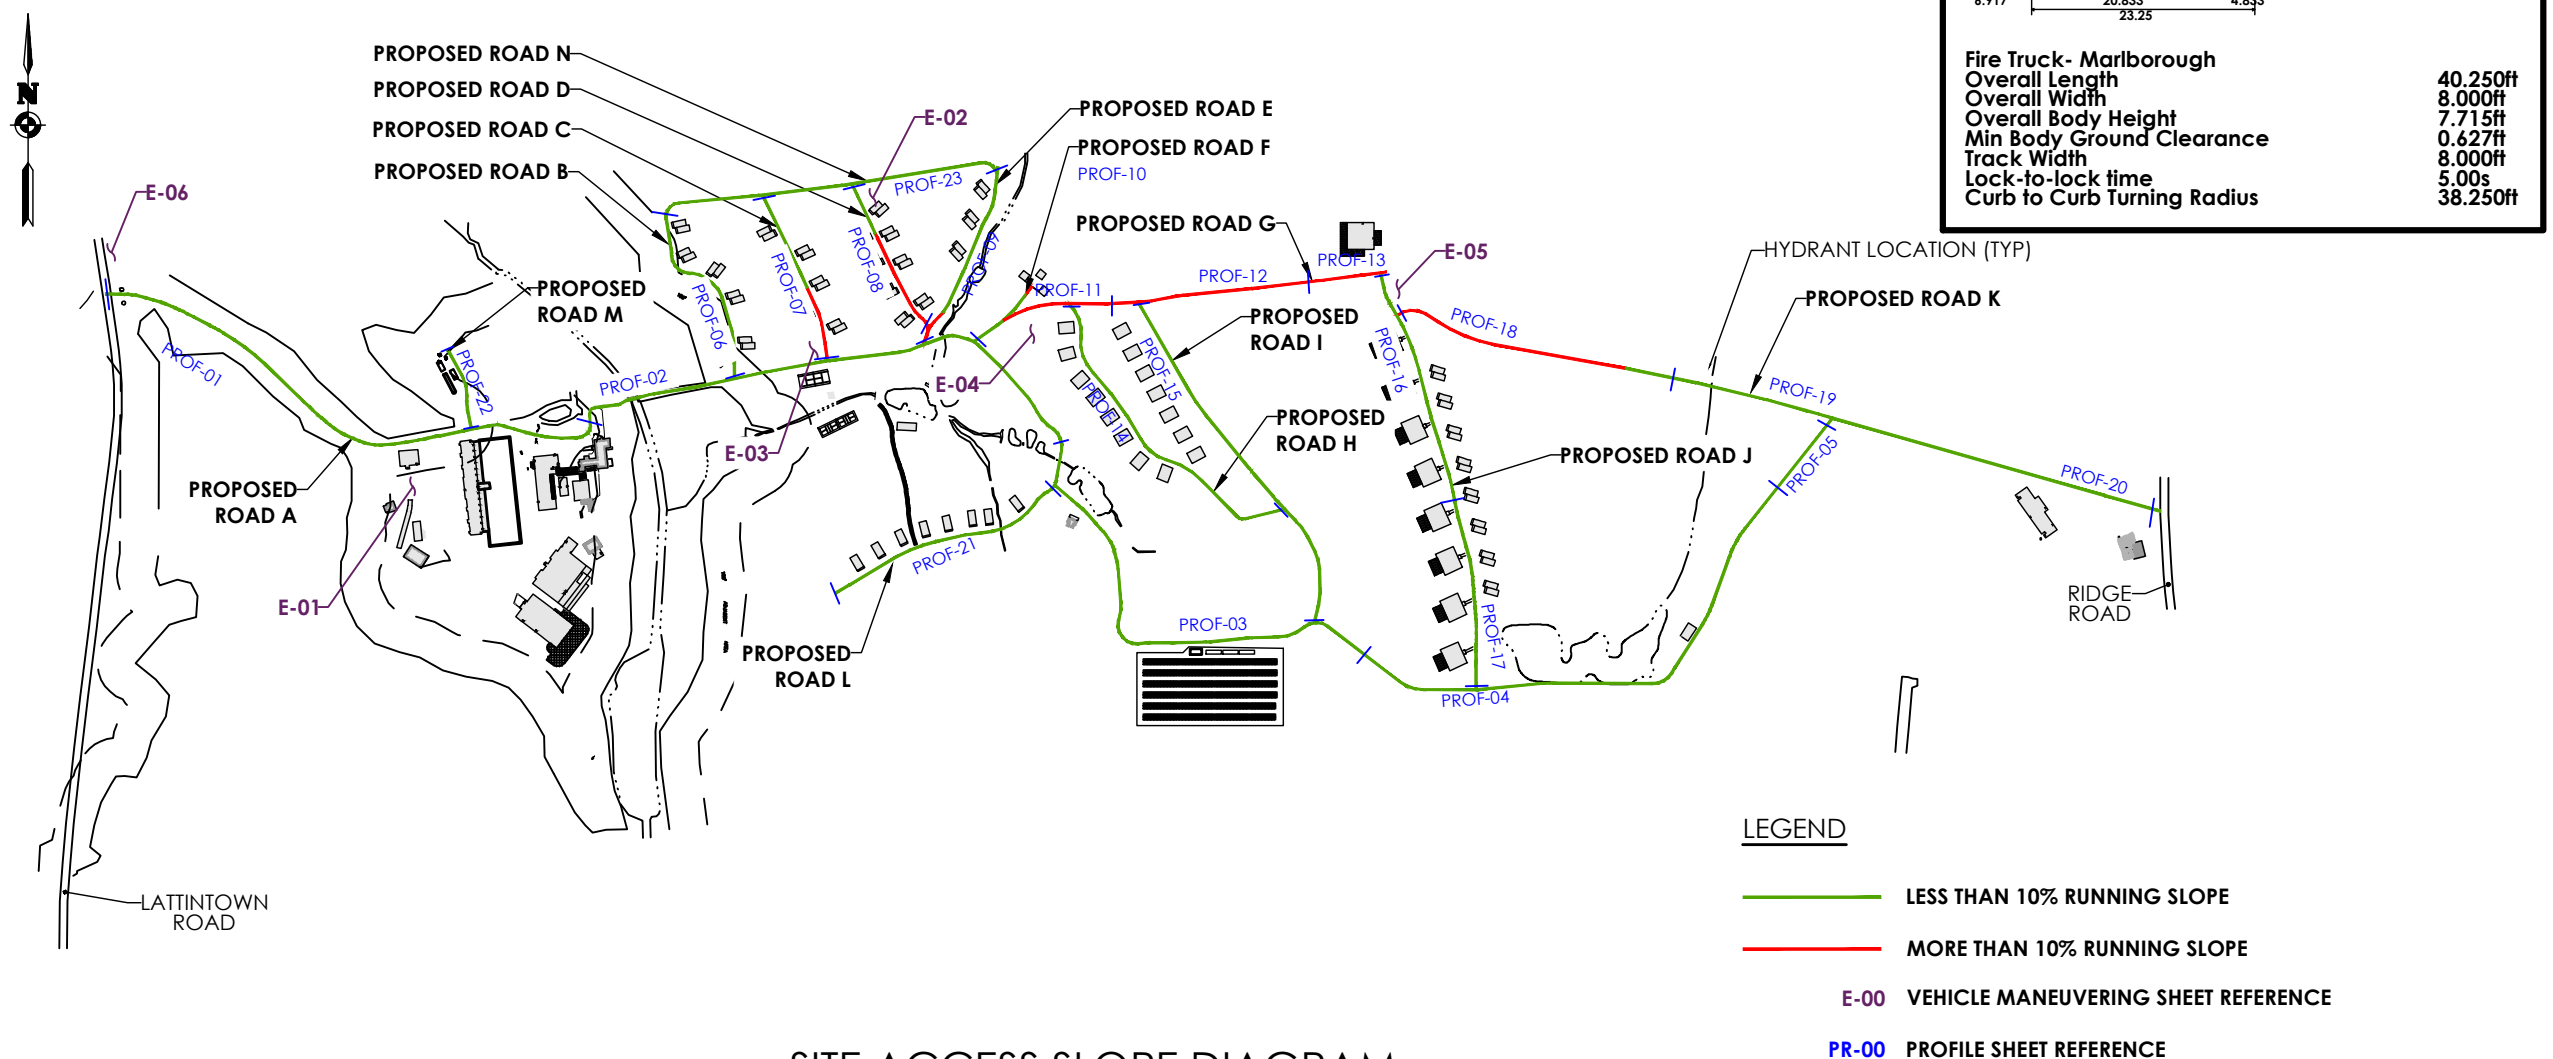 6.917
20.833
4.833
23.25
Fire Truck- Marlborough
Overall Length 40.250ft
Overall Width 8.000ft
Overall Body Height 7.715ft
Min Body Ground Clearance 0.627ft
Track Width 8.000ft
Lock-to-lock time 5.00s
Curb to Curb Turning Radius 38.250ft
N
PROPOSED ROAD N
PROPOSED ROAD D
PROPOSED ROAD C
PROPOSED ROAD B
E-02
PROPOSED ROAD E
PROPOSED ROAD F
PROF-10
PROF-23
E-06
PROPOSED ROAD G
PROF-13
PROF-12
PROF-11
E-05
HYDRANT LOCATION (TYP)
PROPOSED ROAD K
PROPOSED
ROAD M
PROF-06
PROF-07
PROF-08
PROF-09
PROPOSED
ROAD I
PROF-18
PROF-16
PROF-15
PROF-14
PROF-01
PROF-22
PROF-02
E-04
PROF-19
PROPOSED
ROAD H
PROPOSED ROAD J
PROF-05
E-03
PROF-20
PROPOSED
ROAD A
PROF-21
E-01
RIDGE
ROAD
PROF-03
PROF-17
PROPOSED
ROAD L
PROF-04
LATTINTOWN
ROAD
LEGEND
LESS THAN 10% RUNNING SLOPE
MORE THAN 10% RUNNING SLOPE
E-00 VEHICLE MANEUVERING SHEET REFERENCE
PR-00 PROFILE SHEET REFERENCE
SITE ACCESS SLOPE DIAGRAM